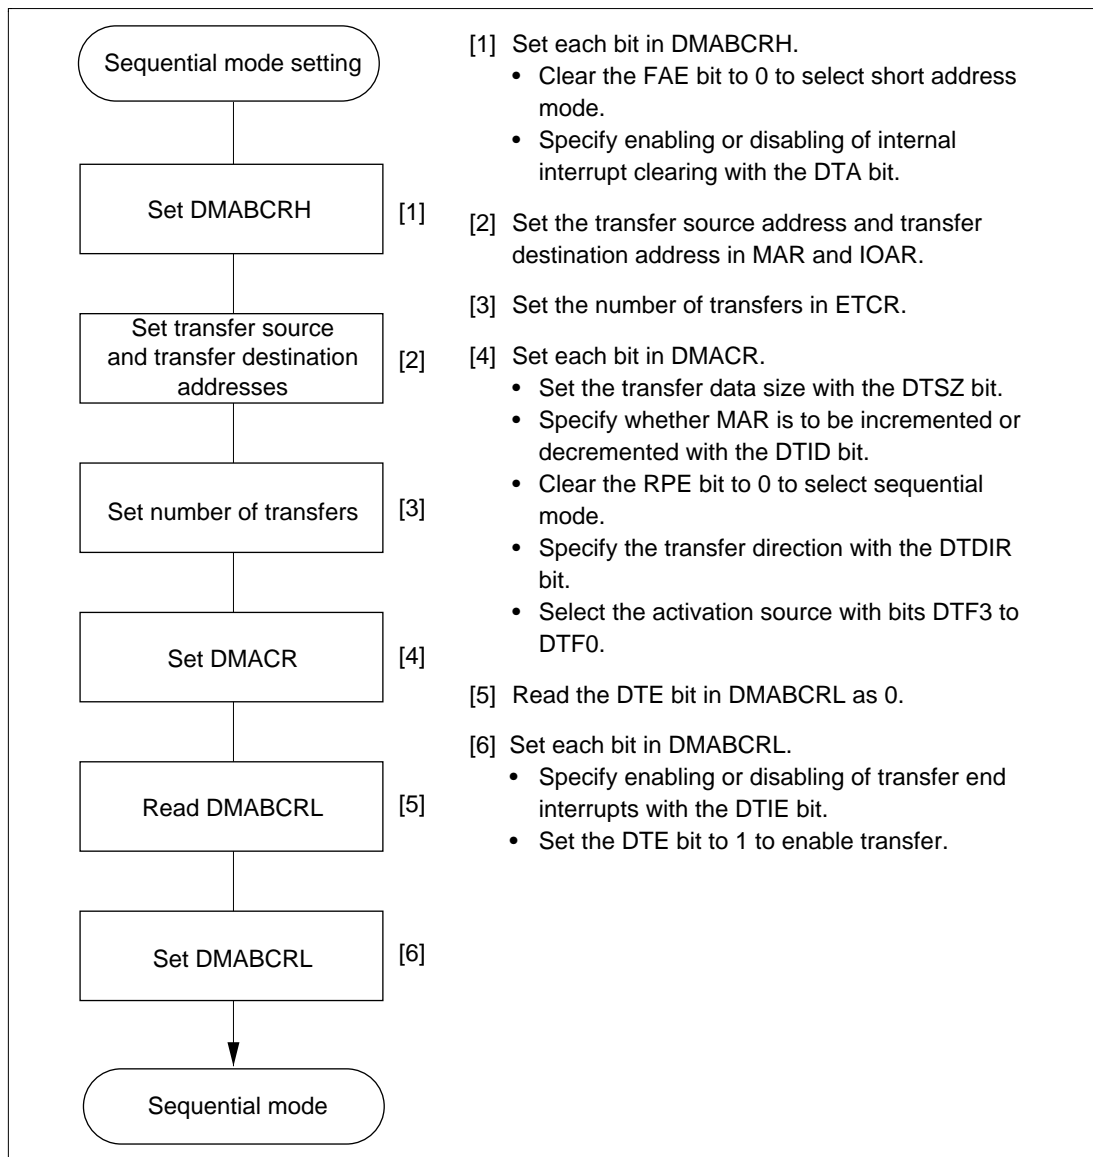 Sequential mode setting
Set DMABCRH
[1]
Set transfer source
and transfer destination
addresses
[2]
Set number of transfers
[3]
Set DMACR
[4]
Read DMABCRL
[5]
Set DMABCRL
[6]
Sequential mode
[1] Set each bit in DMABCRH.
• Clear the FAE bit to 0 to select short address
mode.
• Specify enabling or disabling of internal
interrupt clearing with the DTA bit.
[2] Set the transfer source address and transfer
destination address in MAR and IOAR.
[3] Set the number of transfers in ETCR.
[4] Set each bit in DMACR.
• Set the transfer data size with the DTSZ bit.
• Specify whether MAR is to be incremented or
decremented with the DTID bit.
• Clear the RPE bit to 0 to select sequential
mode.
• Specify the transfer direction with the DTDIR
bit.
• Select the activation source with bits DTF3 to
DTF0.
[5] Read the DTE bit in DMABCRL as 0.
[6] Set each bit in DMABCRL.
• Specify enabling or disabling of transfer end
interrupts with the DTIE bit.
• Set the DTE bit to 1 to enable transfer.